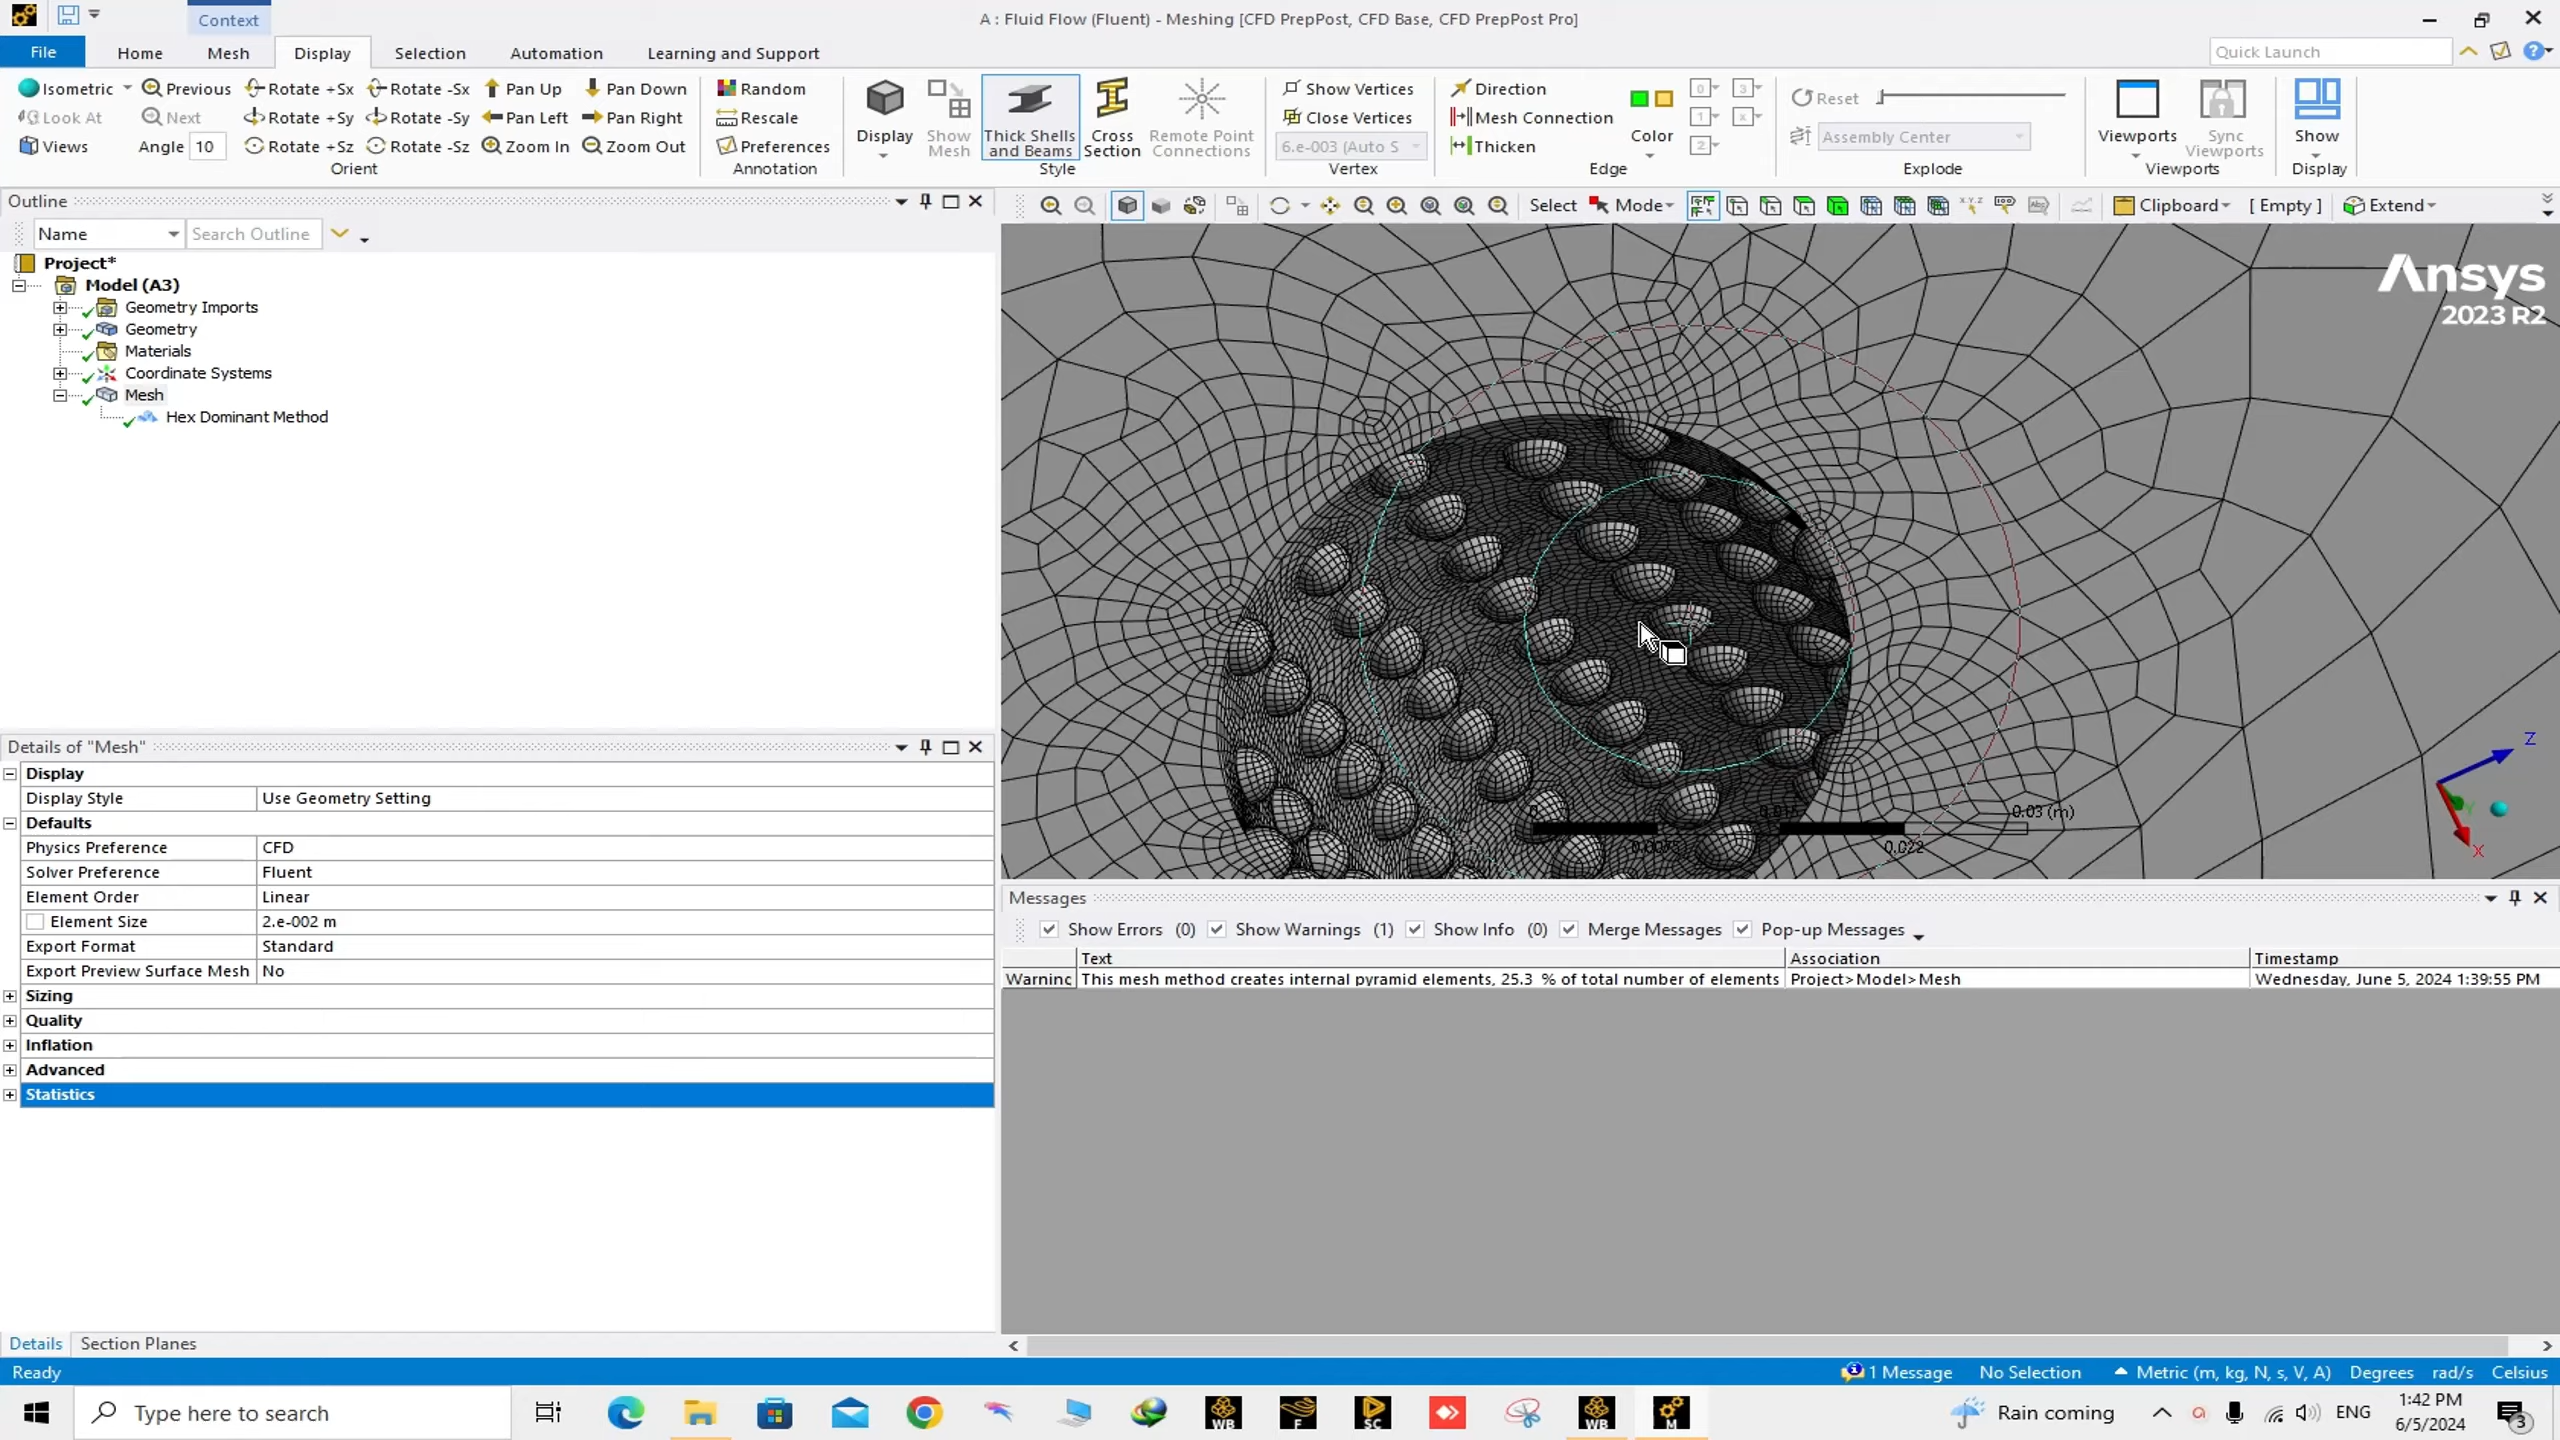 Context
A : Fluid Flow (Fluent) - Meshing [CFD PrepPost, CFD Base, CFD PrepPost Pro]
File Home Mesh Display Selection Automation Learning and Support
Quick Launch
Isometric Previous Rotate +Sx Rotate -Sx Pan Up Pan Down
Look At Next Rotate +Sy Rotate -Sy Pan Left Pan Right
Views Angle 10 Rotate +Sz Rotate -Sz Zoom In Zoom Out
Orient
Random
Rescale
Preferences
Annotation
Display
Show Mesh
Thick Shells and Beams
Cross Section
Remote Point Connections
Style
Show Vertices
Close Vertices
6.e-003 (Auto S
Vertex
Direction
Mesh Connection
Thicken
Color
Edge
Reset
Assembly Center
Explode
Viewports
Sync Viewports
Viewports
Show
Display
Outline
Name Search Outline
Select Mode Clipboard [ Empty ] Extend
Project*
Model (A3)
Geometry Imports
Geometry
Materials
Coordinate Systems
Mesh
Hex Dominant Method
Ansys
2023 R2
Z
X
0.03 (m)
0.022
Details of "Mesh"
Display
Display Style Use Geometry Setting
Defaults
Physics Preference CFD
Solver Preference Fluent
Element Order Linear
Element Size 2.e-002 m
Export Format Standard
Export Preview Surface Mesh No
Sizing
Quality
Inflation
Advanced
Statistics
Messages
Show Errors (0) Show Warnings (1) Show Info (0) Merge Messages Pop-up Messages
Text Association Timestamp
Warninc This mesh method creates internal pyramid elements, 25.3 % of total number of elements Project>Model>Mesh Wednesday, June 5, 2024 1:39:55 PM
Details Section Planes
Ready 1 Message No Selection Metric (m, kg, N, s, V, A) Degrees rad/s Celsius
Type here to search
WB
F
SC
WB
M
Rain coming
ENG
1:42 PM
6/5/2024
3